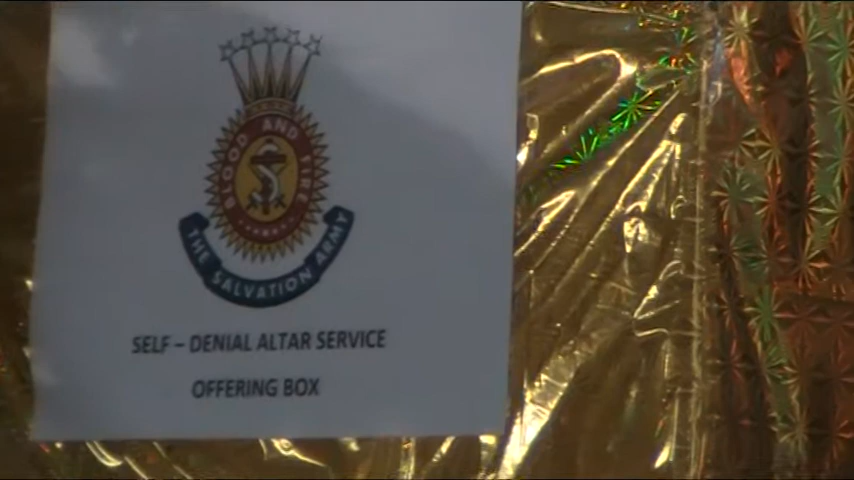 BLOOD AND FIRE
THE SALVATION ARMY
SELF – DENIAL ALTAR SERVICE
OFFERING BOX